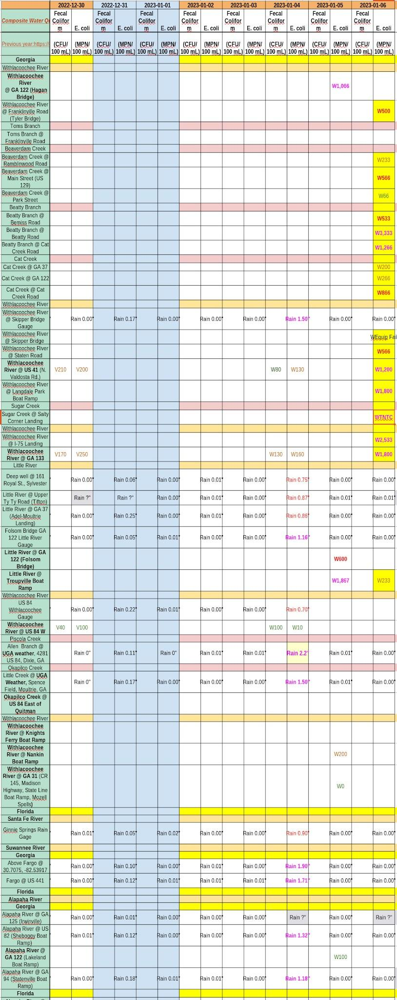 2022-12-30 2022-12-31 2023-01-01 2023-01-02 2023-01-03 2023-01-04 2023-01-05 2023-01-06
Composite Water Qu
Fecal Coliform E. coli Fecal Coliform E. coli Fecal Coliform E. coli Fecal Coliform E. coli Fecal Coliform E. coli Fecal Coliform E. coli Fecal Coliform E. coli Fecal Coliform E. coli
Previous year:https://
(CFU/100 mL) (MPN/100 mL) (CFU/100 mL) (MPN/100 mL) (CFU/100 mL) (MPN/100 mL) (CFU/100 mL) (MPN/100 mL) (CFU/100 mL) (MPN/100 mL) (CFU/100 mL) (MPN/100 mL) (CFU/100 mL) (MPN/100 mL) (CFU/100 mL) (MPN/100 mL)
Georgia
Withlacoochee River
Withlacoochee River @ GA 122 (Hagan Bridge) W1,066
Withlacoochee River @ Franklinville Road (Tyler Bridge) W500
Toms Branch
Toms Branch @ Franklinville Road
Beaverdam Creek
Beaverdam Creek @ Ramblinwood Road W233
Beaverdam Creek @ Main Street (US 129) W566
Beaverdam Creek @ Park Street W66
Beatty Branch
Beatty Branch @ Bemiss Road W533
Beatty Branch @ Beatty Road W3,333
Beatty Branch @ Cat Creek Road W1,266
Cat Creek
Cat Creek @ GA 37 W200
Cat Creek @ GA 122 W266
Cat Creek @ Cat Creek Road W866
Withlacoochee River
Withlacoochee River @ Skipper Bridge Gauge Rain 0.00" Rain 0.17" Rain 0.00" Rain 0.00" Rain 0.00" Rain 1.50" Rain 0.00" Rain 0.00"
Withlacoochee River @ Skipper Bridge WEquip Fail
Withlacoochee River @ Staten Road W566
Withlacoochee River @ US 41 (N. Valdosta Rd.) V210 V200 W80 W130 W1,200
Withlacoochee River @ Langdale Park Boat Ramp W1,800
Sugar Creek
Sugar Creek @ Salty Corner Landing WTNTC
Withlacoochee River
Withlacoochee River @ I-75 Landing W2,533
Withlacoochee River @ GA 133 V170 V250 W130 W160 W1,800
Little River
Deep well @ 161 Royal St., Sylvester Rain 0.00" Rain 0.06" Rain 0.00" Rain 0.01" Rain 0.00" Rain 0.75" Rain 0.00" Rain 0.00"
Little River @ Upper Ty Ty Road (Tifton) Rain ?" Rain ?" Rain 0.00" Rain 0.01" Rain 0.00" Rain 0.87" Rain 0.01" Rain 0.01"
Little River @ GA 37 (Adel-Moultrie Landing) Rain 0.00" Rain 0.25" Rain 0.00" Rain 0.01" Rain 0.00" Rain 0.86" Rain 0.00" Rain 0.00"
Folsom Bridge GA 122 Little River Gauge Rain 0.00" Rain 0.05" Rain 0.01" Rain 0.00" Rain 0.00" Rain 1.16" Rain 0.00" Rain 0.00"
Little River @ GA 122 (Folsom Bridge) W600
Little River @ Troupville Boat Ramp W1,867 W233
Withlacoochee River
US 84 Withlacoochee Gauge Rain 0.00" Rain 0.22" Rain 0.01" Rain 0.00" Rain 0.00" Rain 0.70"
Withlacoochee River @ US 84 W V40 V100 W100 W10
Piscola Creek
Allen Branch @ UGA weather, 4281 US 84, Dixie, GA Rain 0" Rain 0.11" Rain 0" Rain 0.01" Rain 0.01" Rain 2.2" Rain 0.01" Rain 0.00"
Okapilco Creek
Little Creek @ UGA Weather, Spence Field, Moultrie, GA Rain 0" Rain 0.17" Rain 0.00" Rain 0.00" Rain 0.00" Rain 1.50" Rain 0.01" Rain 0.00"
Okapilco Creek @ US 84 East of Quitman
Withlacoochee River
Withlacoochee River @ Knights Ferry Boat Ramp
Withlacoochee River @ Nankin Boat Ramp W200
Withlacoochee River @ GA 31 (CR 145, Madison Highway, State Line Boat Ramp, Mozell Spells) W0
Florida
Santa Fe River
Ginnie Springs Rain Gage Rain 0.01" Rain 0.05" Rain 0.02" Rain 0.00" Rain 0.00" Rain 0.90" Rain 0.00" Rain 0.00"
Suwannee River
Georgia
Above Fargo @ 30.7075, -82.53917 Rain 0.00" Rain 0.10" Rain 0.00" Rain 0.01" Rain 0.00" Rain 1.90" Rain 0.00" Rain 0.00"
Fargo @ US 441 Rain 0.00" Rain 0.12" Rain 0.01" Rain 0.01" Rain 0.01" Rain 1.71" Rain 0.00" Rain 0.00"
Florida
Alapaha River
Georgia
Alapaha River @ GA 125 (Irwinville) Rain 0.00" Rain 0.01" Rain 0.00" Rain 0.00" Rain 0.00" Rain ?" Rain 0.00" Rain ?"
Alapaha River @ US 82 (Sheboggy Boat Ramp) Rain 0.01" Rain 0.12" Rain 0.00" Rain 0.00" Rain 0.00" Rain 1.32" Rain 0.00" Rain 0.00"
Alapaha River @ GA 122 (Lakeland Boat Ramp) W100
Alapaha River @ GA 94 (Statenville Boat Ramp) Rain 0.00" Rain 0.18" Rain 0.01" Rain 0.01" Rain 0.00" Rain 1.18" Rain 0.00" Rain 0.00"
Florida